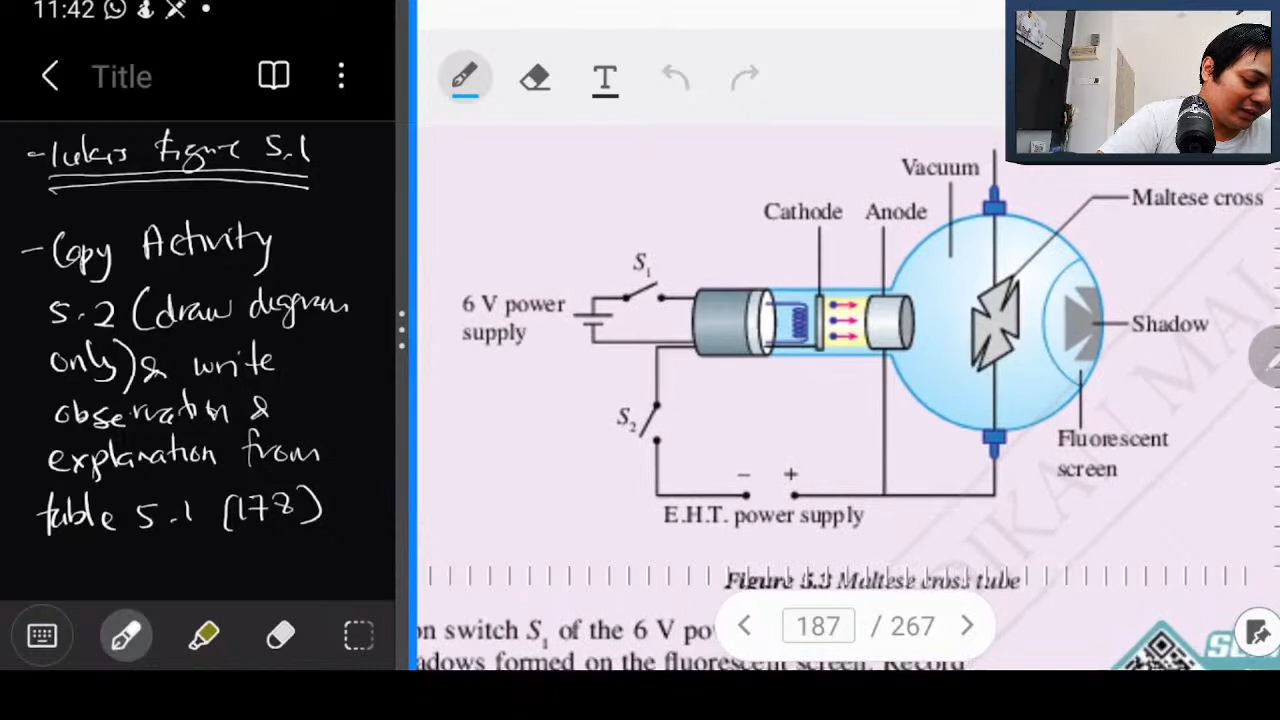 11:42
Title
- lukis figure 5.1
- Copy Activity
5.2 (draw diagram
only) & write
observation &
explanation from
table 5.1 (178)
Vacuum
Cathode Anode
Maltese cross
S1
6 V power
supply
Shadow
S2
Fluorescent
screen
− +
E.H.T. power supply
Figure 5.3 Maltese cross tube
187 / 267
on switch S1 of the 6 V po
adows formed on the fluorescent screen. Record